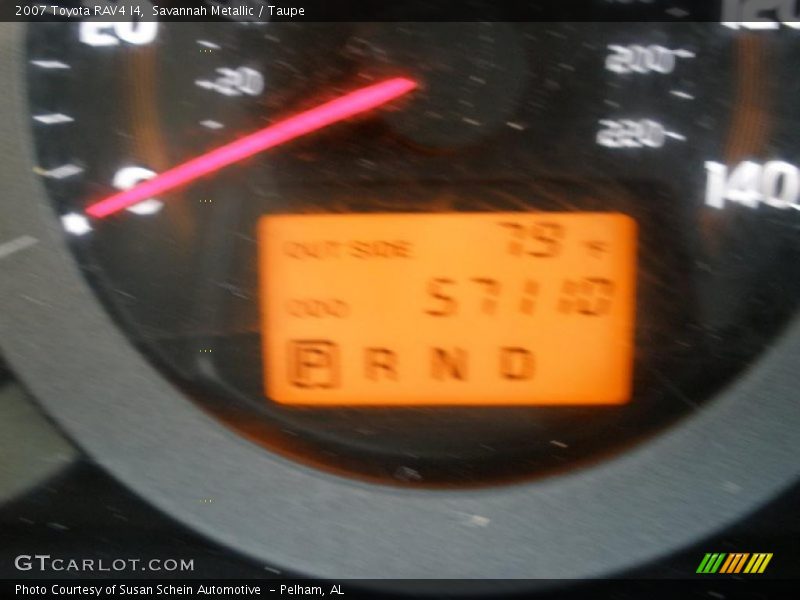 2007 Toyota RAV4 I4, Savannah Metallic / Taupe
20 120
20 200
220
0 140
OUTSIDE 79 °F
ODO 57110
P R N D
GTCARLOT.COM
Photo Courtesy of Susan Schein Automotive - Pelham, AL